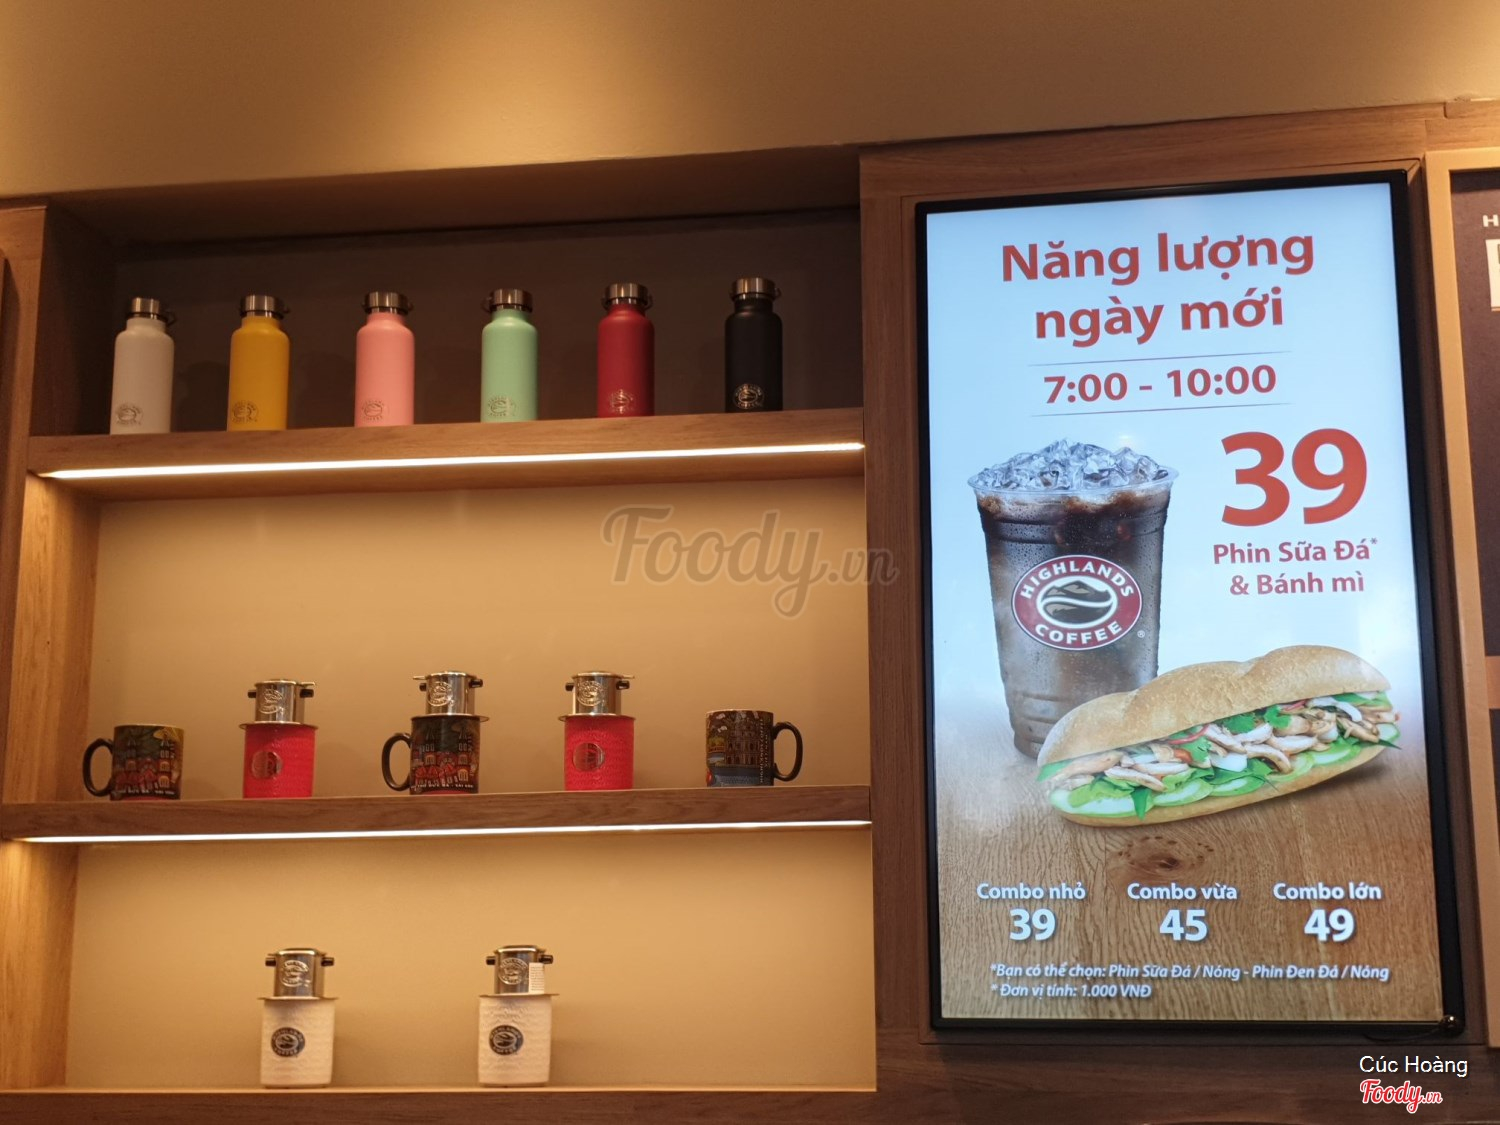 Năng lượng
ngày mới
7:00 - 10:00
39
Phin Sữa Đá*
& Bánh mì
HIGHLANDS
COFFEE
®
Combo nhỏ
39
Combo vừa
45
Combo lớn
49
*Bạn có thể chọn: Phin Sữa Đá / Nóng - Phin Đen Đá / Nóng
* Đơn vị tính: 1.000 VNĐ
Foody.vn
H
Cúc Hoàng
Foody.vn